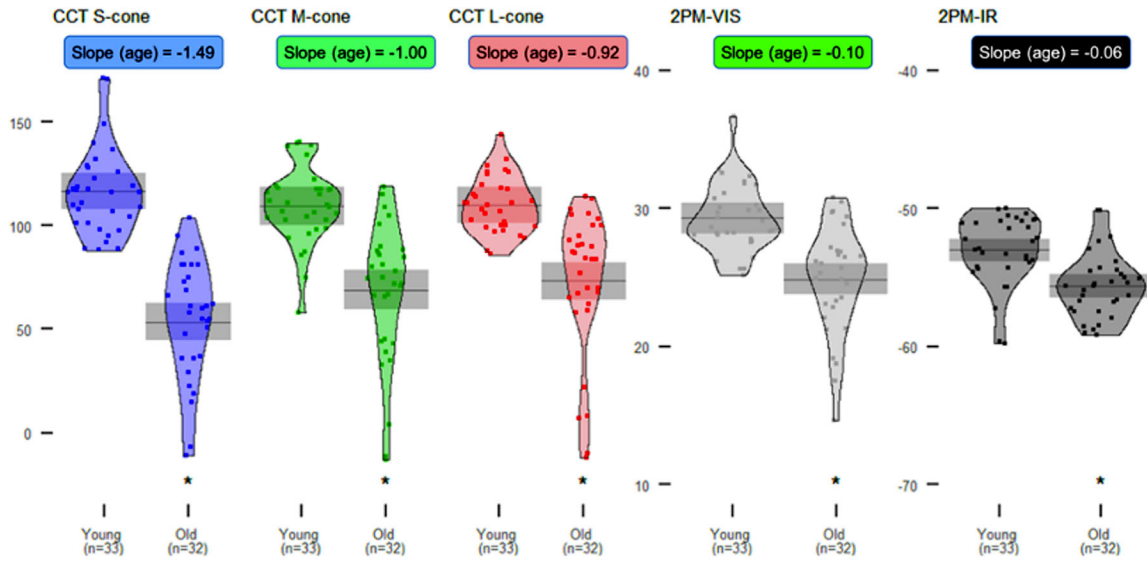 CCT S-cone CCT M-cone CCT L-cone 2PM-VIS 2PM-IR
Slope (age) = -1.49 Slope (age) = -1.00 Slope (age) = -0.92 Slope (age) = -0.10 Slope (age) = -0.06
40 -40
150
30 -50
100
50
20 -60
0
10 -70
* * * * *
Young Old Young Old Young Old Young Old Young Old
(n=33) (n=32) (n=33) (n=32) (n=33) (n=32) (n=33) (n=32) (n=33) (n=32)